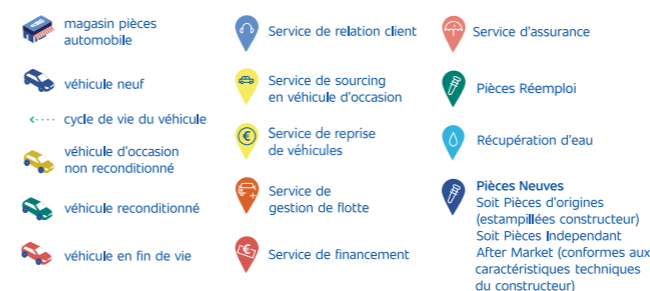 magasin pièces
automobile
véhicule neuf
cycle de vie du véhicule
véhicule d'occasion
non reconditionné
véhicule reconditionné
véhicule en fin de vie
Service de relation client
Service de sourcing
en véhicule d'occasion
Service de reprise
de véhicules
Service de
gestion de flotte
Service de financement
Service d'assurance
Pièces Réemploi
Récupération d'eau
Pièces Neuves
Soit Pièces d'origines
(estampillées constructeur)
Soit Pièces Independant
After Market (conformes aux
caractéristiques techniques
du constructeur)